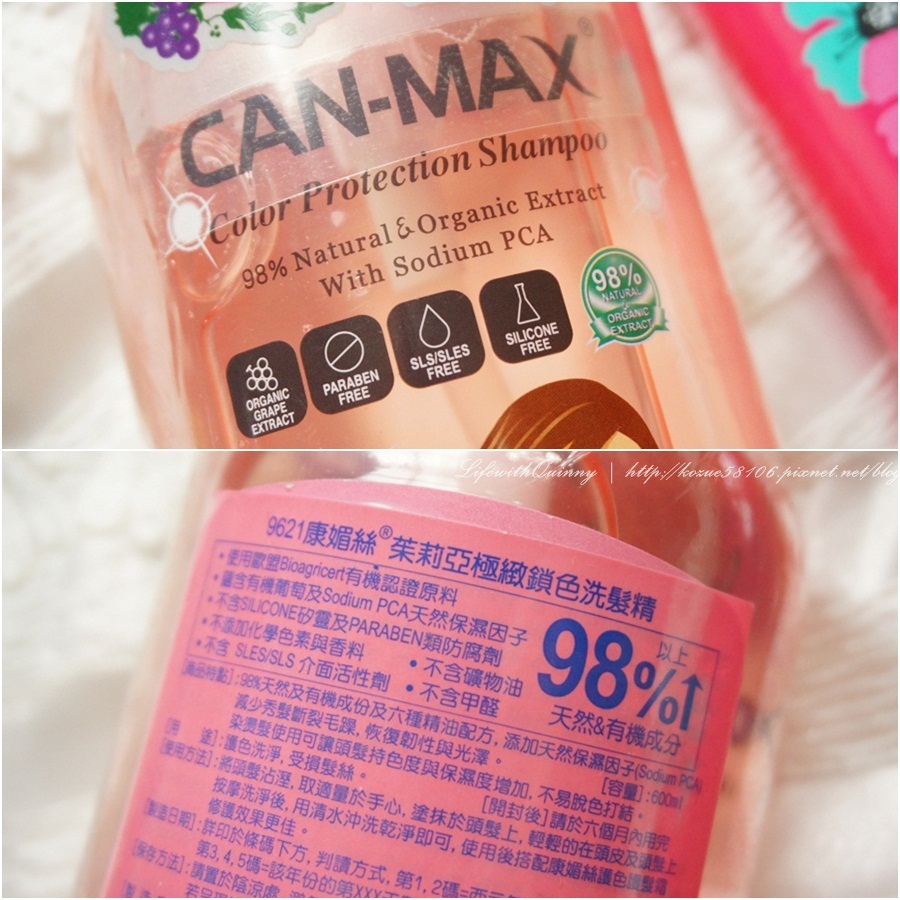 CAN-MAX®
Color Protection Shampoo
98% Natural & Organic Extract
With Sodium PCA
ORGANIC
GRAPE
EXTRACT
PARABEN
FREE
SLS/SLES
FREE
SILICONE
FREE
98%
NATURAL
ORGANIC
EXTRACT
LifewithQuinny | http://kozue58106.pixnet.net/blog
9621康媚絲®茱莉亞極緻鎖色洗髮精
•使用歐盟Bioagricert有機認證原料
•富含有機葡萄及Sodium PCA天然保濕因子
•不含SILICONE矽靈及PARABEN類防腐劑
•不添加化學色素與香料 •不含礦物油
•不含 SLES/SLS 介面活性劑 •不含甲醛
98%↑
以上
天然&有機成分
[商品特點]:98%天然及有機成份及六種精油配方, 添加天然保濕因子(Sodium PCA)
減少秀髮斷裂毛躁, 恢復韌性與光澤。 [容量]:600ml
染燙髮使用可讓頭髮持色度與保濕度增加, 不易脫色打結。
[用 途]:護色洗淨, 受損髮絲。 [開封後]請於六個月內用完
[使用方法]:將頭髮沾溼, 取適量於手心, 塗抹於頭髮上, 輕輕的在頭皮及頭髮上
按摩洗淨後, 用清水沖洗乾淨即可, 使用後搭配康媚絲護色護髮霜
修護效果更佳。
[製造日期]:詳印於條碼下方, 判讀方式, 第1, 2碼=西元
第3,4,5碼=該年份的第XXX天
[保存方法]:請置於陰涼處